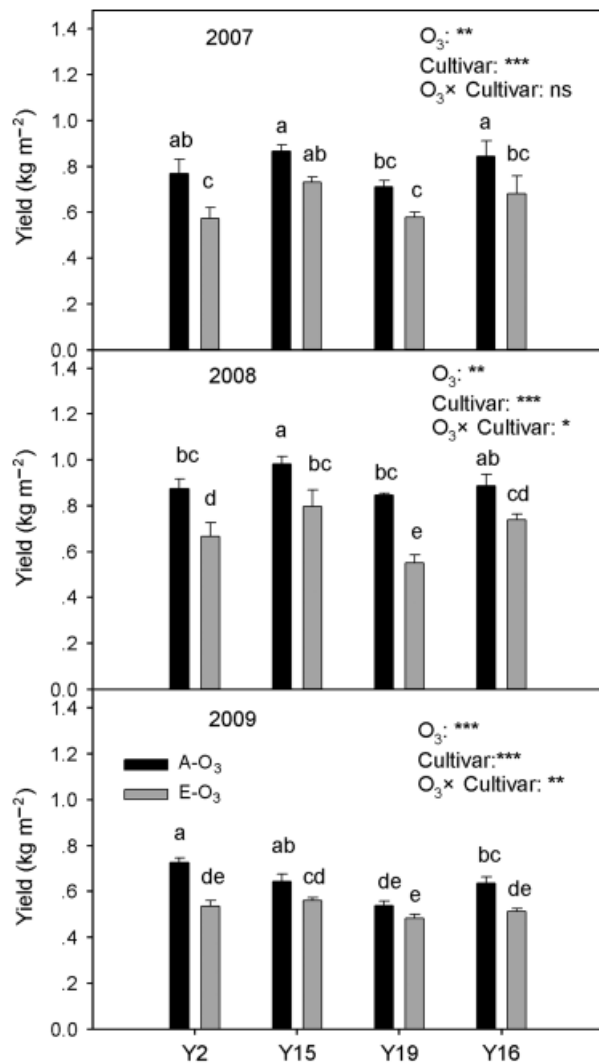 1.4
1.2
1.0
.8
.6
.4
.2
0.0
Yield (kg m⁻²)
2007
O₃: **
Cultivar: ***
O₃× Cultivar: ns
ab
c
a
ab
bc
c
a
bc
1.4
1.2
1.0
.8
.6
.4
.2
0.0
Yield (kg m⁻²)
2008
O₃: **
Cultivar: ***
O₃× Cultivar: *
bc
d
a
bc
bc
e
ab
cd
1.4
1.2
1.0
.8
.6
.4
.2
0.0
Yield (kg m⁻²)
2009
O₃: ***
Cultivar:***
O₃× Cultivar: **
A-O₃
E-O₃
a
de
ab
cd
de
e
bc
de
Y2 Y15 Y19 Y16